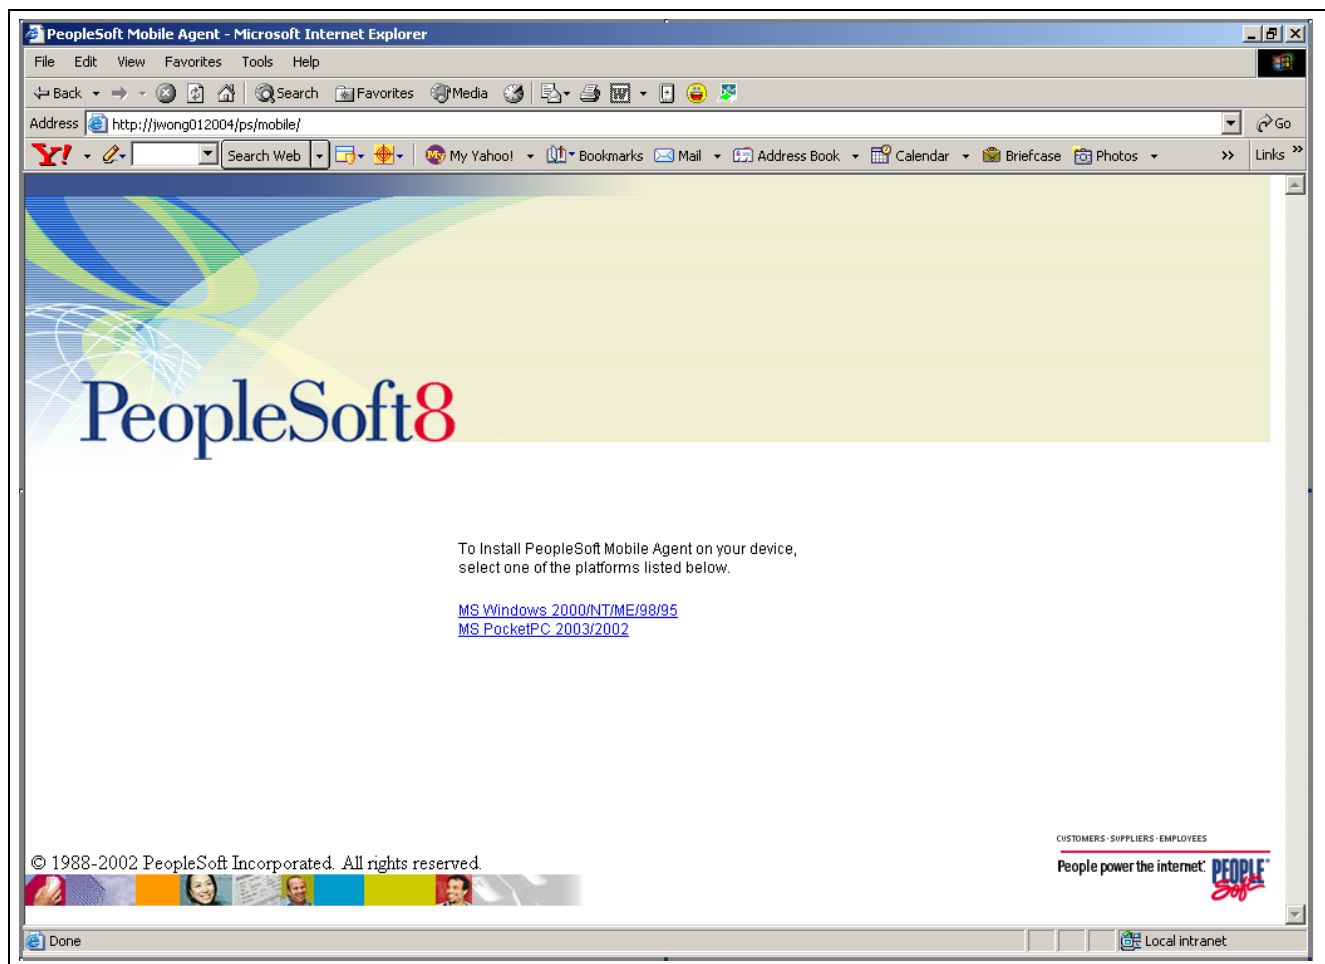 PeopleSoft Mobile Agent - Microsoft Internet Explorer
File Edit View Favorites Tools Help
Back Search Favorites Media
Address http://jwong012004/ps/mobile/ Go
Y! Search Web My Yahoo! Bookmarks Mail Address Book Calendar Briefcase Photos >> Links »
PeopleSoft8
To Install PeopleSoft Mobile Agent on your device,
select one of the platforms listed below.
MS Windows 2000/NT/ME/98/95
MS PocketPC 2003/2002
CUSTOMERS · SUPPLIERS · EMPLOYEES
People power the internet.
PEOPLE
Soft
© 1988-2002 PeopleSoft Incorporated. All rights reserved.
Done Local intranet